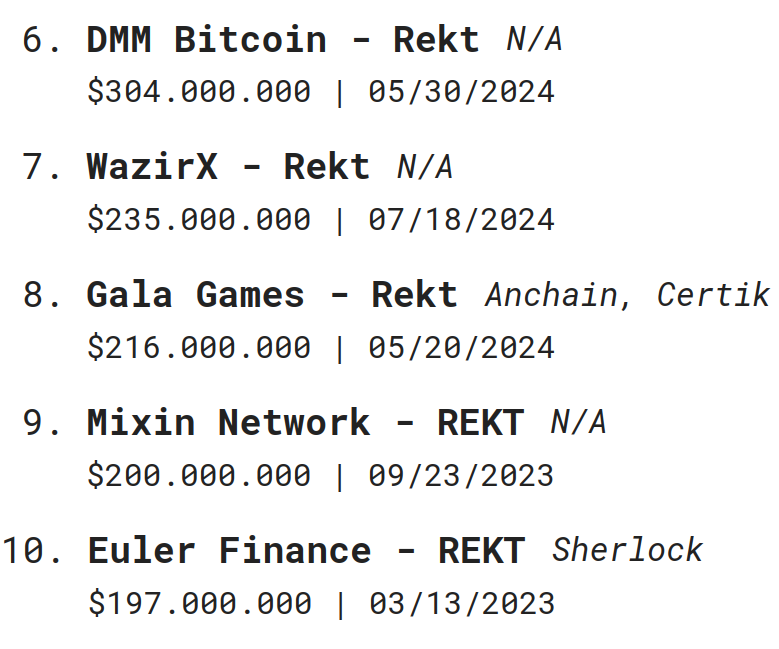 6. DMM Bitcoin - Rekt N/A
$304.000.000 | 05/30/2024
7. WazirX - Rekt N/A
$235.000.000 | 07/18/2024
8. Gala Games - Rekt Anchain, Certik
$216.000.000 | 05/20/2024
9. Mixin Network - REKT N/A
$200.000.000 | 09/23/2023
10. Euler Finance - REKT Sherlock
$197.000.000 | 03/13/2023